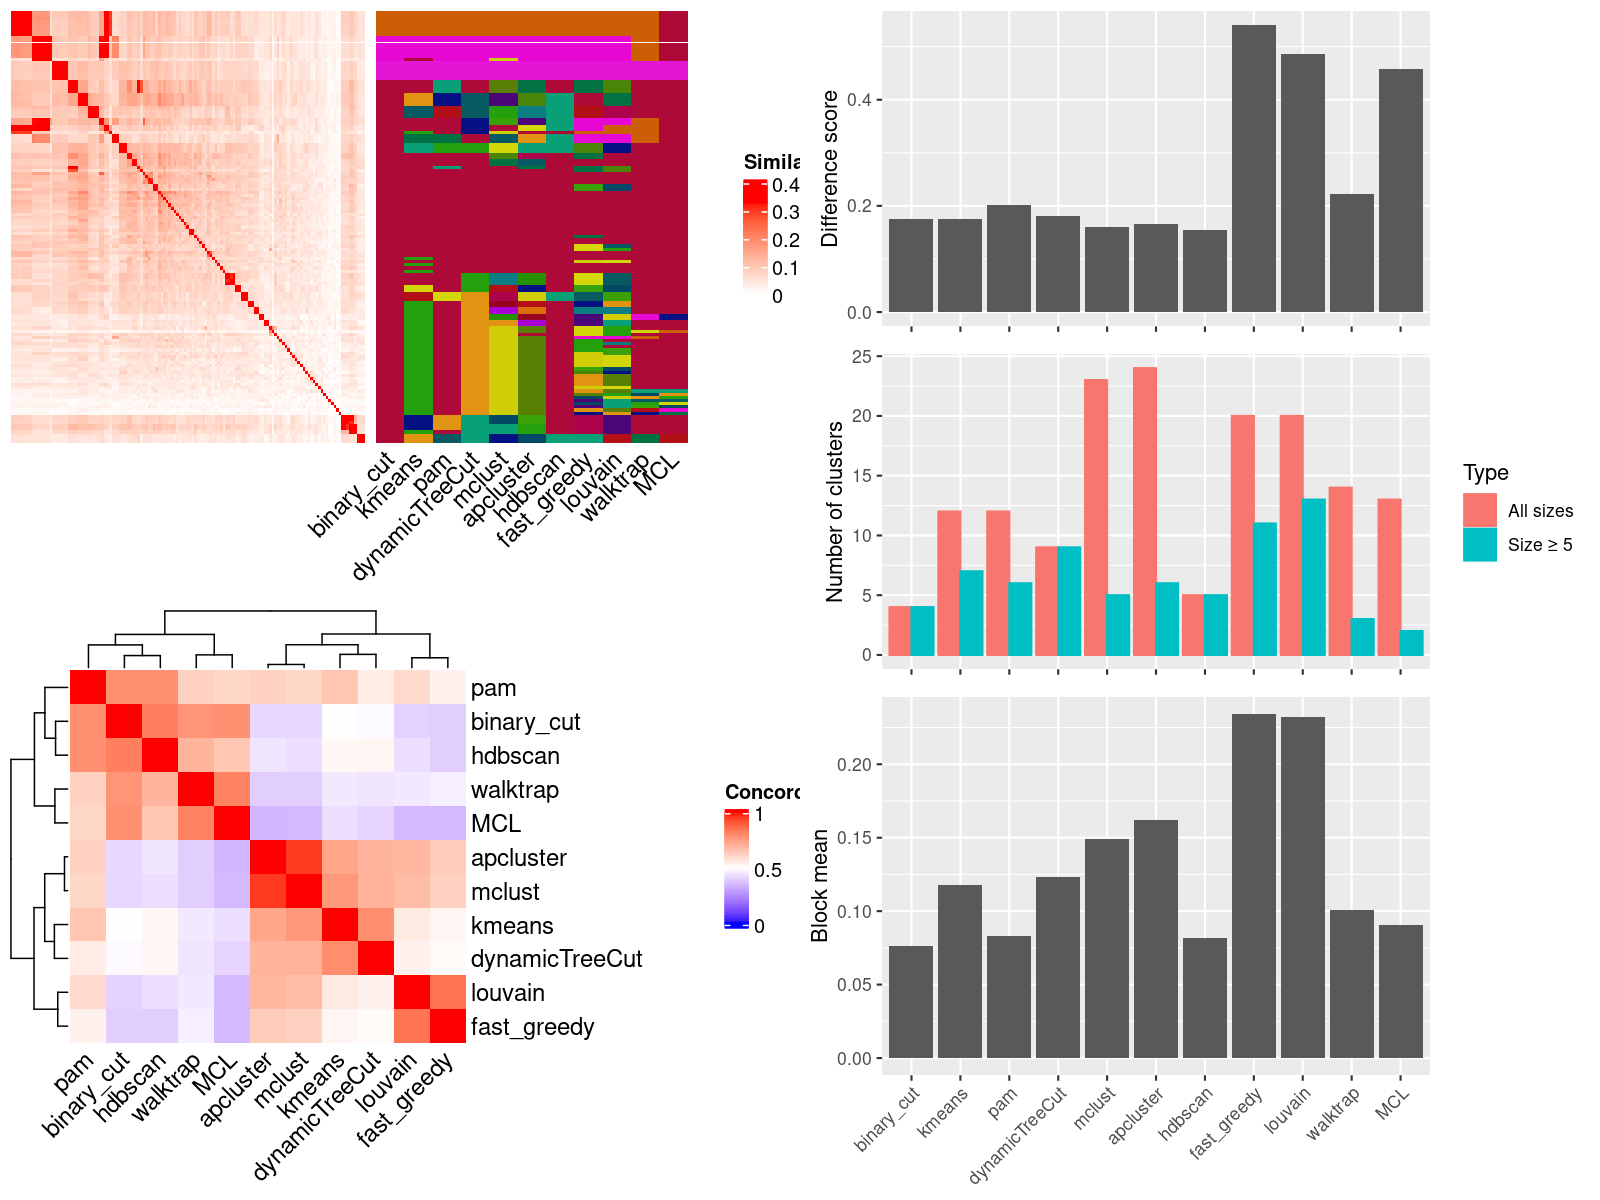 Simila
0.4
0.3
0.2
0.1
0
binary_cut
kmeans
pam
dynamicTreeCut
mclust
apcluster
hdbscan
fast_greedy
louvain
walktrap
MCL
pam
binary_cut
hdbscan
walktrap
MCL
apcluster
mclust
kmeans
dynamicTreeCut
louvain
fast_greedy
pam
binary_cut
hdbscan
walktrap
MCL
apcluster
mclust
kmeans
dynamicTreeCut
louvain
fast_greedy
Concord
1
0.5
0
Difference score
0.4
0.2
0.0
Number of clusters
25
20
15
10
5
0
Type
All sizes
Size ≥ 5
Block mean
0.20
0.15
0.10
0.05
0.00
binary_cut
kmeans
pam
dynamicTreeCut
mclust
apcluster
hdbscan
fast_greedy
louvain
walktrap
MCL